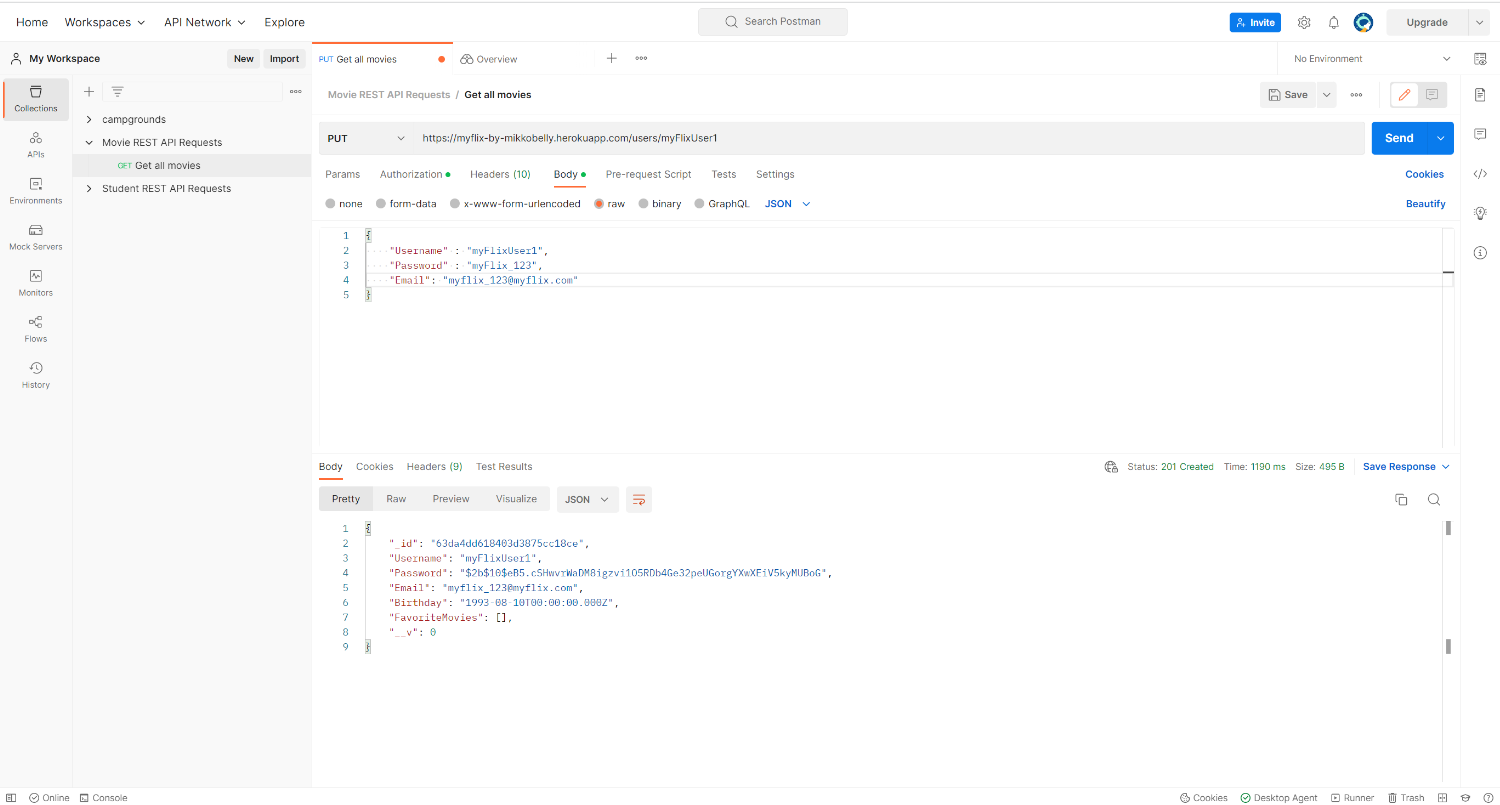 Home Workspaces API Network Explore Search Postman Invite Upgrade
My Workspace New Import PUT Get all movies Overview No Environment
Collections
APIs
Environments
Mock Servers
Monitors
Flows
History
campgrounds
Movie REST API Requests
GET Get all movies
Student REST API Requests
Movie REST API Requests / Get all movies Save
PUT https://myflix-by-mikkobelly.herokuapp.com/users/myFlixUser1 Send
Params Authorization Headers (10) Body Pre-request Script Tests Settings Cookies
none form-data x-www-form-urlencoded raw binary GraphQL JSON Beautify
1 {
2 "Username" : "myFlixUser1",
3 "Password" : "myFlix_123",
4 "Email": "myflix_123@myflix.com"
5 }
Body Cookies Headers (9) Test Results Status: 201 Created Time: 1190 ms Size: 495 B Save Response
Pretty Raw Preview Visualize JSON
1 {
2 "_id": "63da4dd618403d3875cc18ce",
3 "Username": "myFlixUser1",
4 "Password": "$2b$10$eB5.cSHwvrWaDM8igzvi1O5RDb4Ge32peUGorgYXwXEiV5kyMUBoG",
5 "Email": "myflix_123@myflix.com",
6 "Birthday": "1993-08-10T00:00:00.000Z",
7 "FavoriteMovies": [],
8 "__v": 0
9 }
Online Console Cookies Desktop Agent Runner Trash